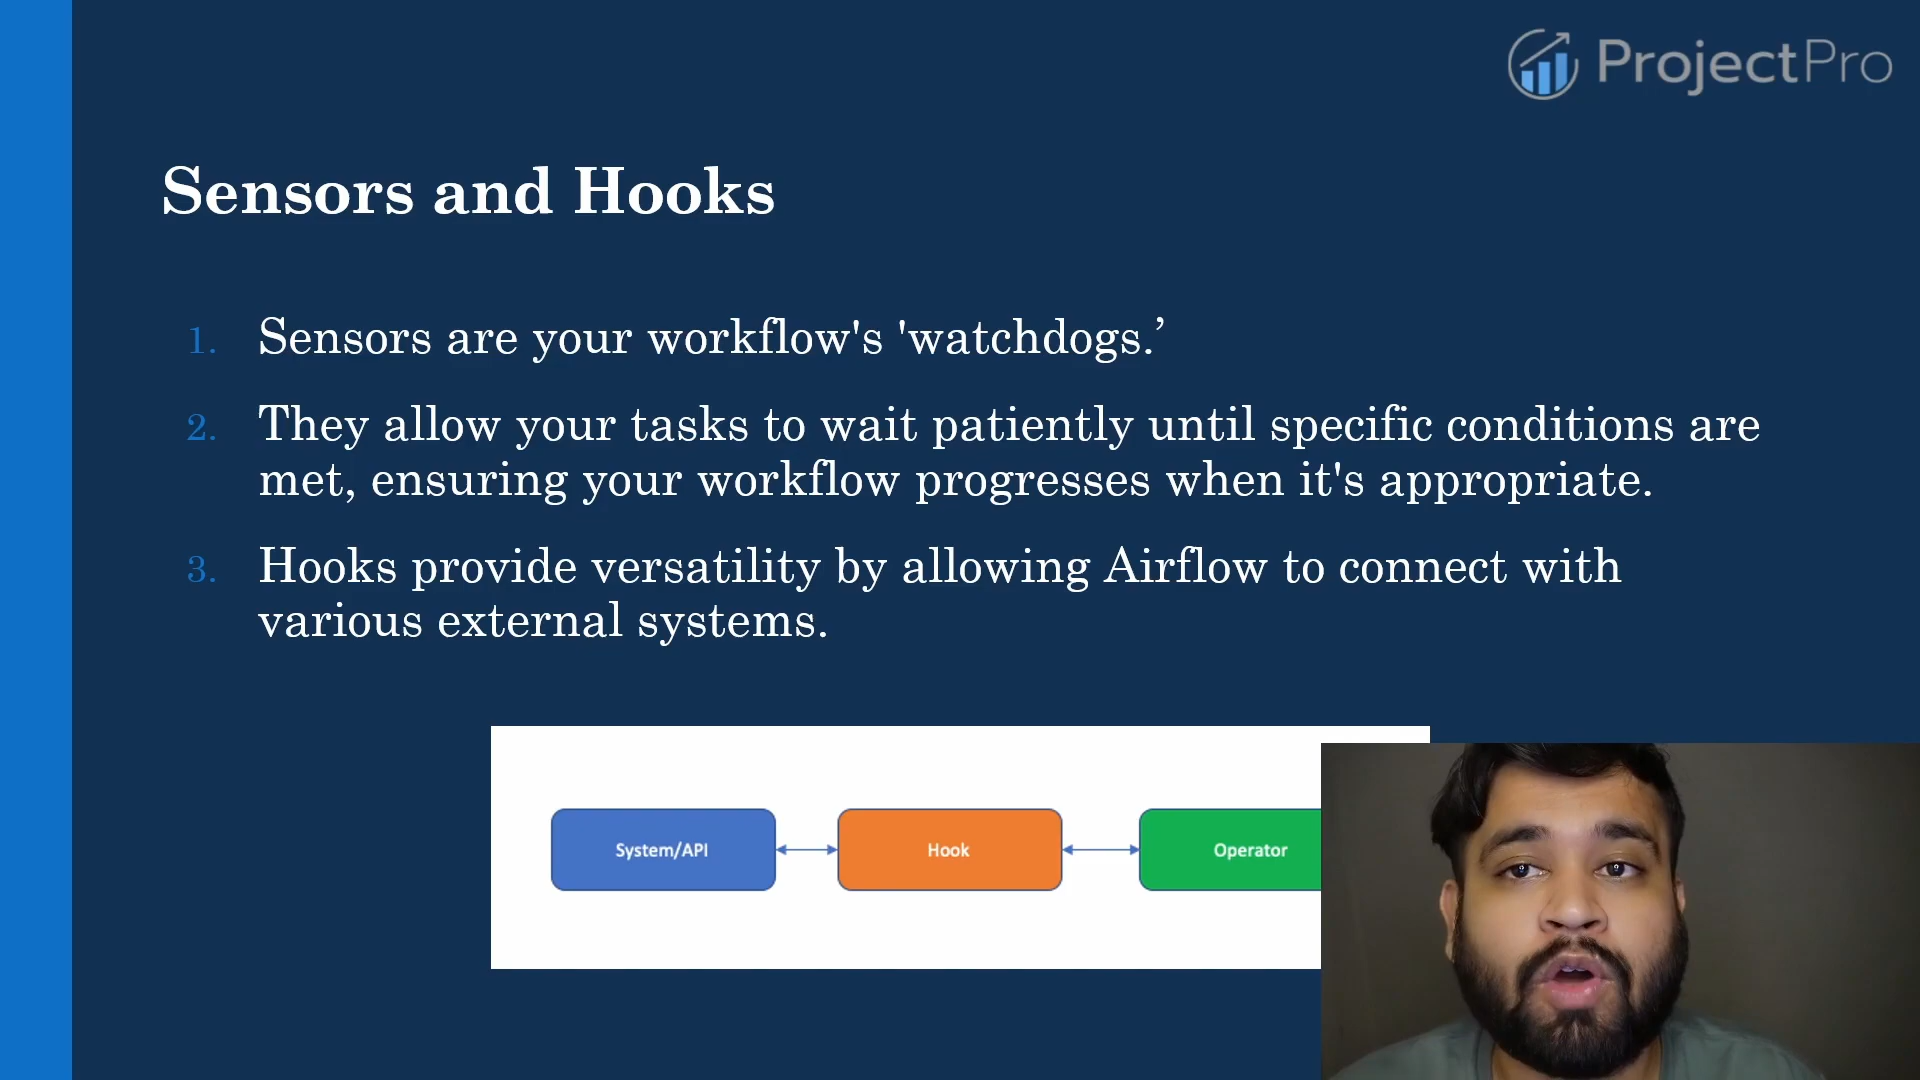 ProjectPro
Sensors and Hooks
1. Sensors are your workflow's 'watchdogs.’
2. They allow your tasks to wait patiently until specific conditions are
met, ensuring your workflow progresses when it's appropriate.
3. Hooks provide versatility by allowing Airflow to connect with
various external systems.
System/API
Hook
Operator